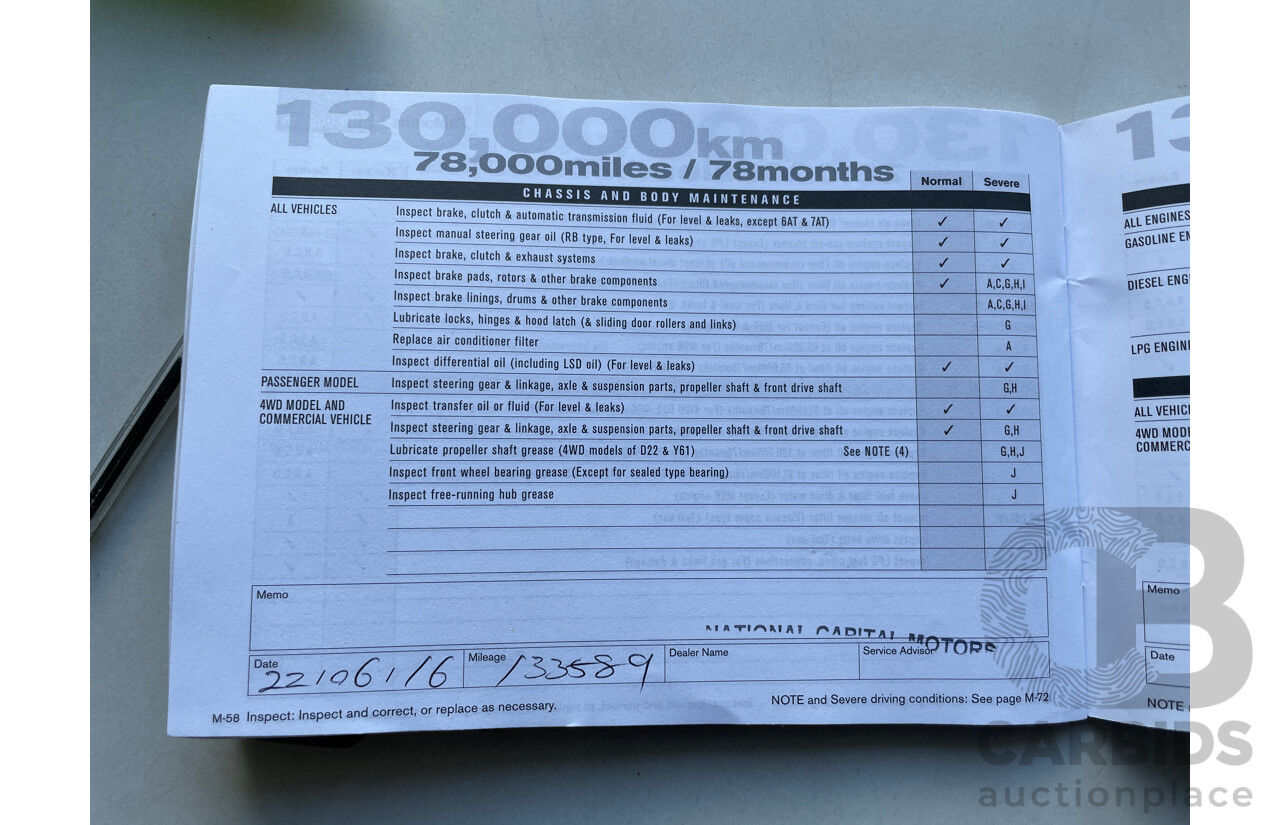 130,000km
78,000miles / 78months
Normal Severe
CHASSIS AND BODY MAINTENANCE
ALL VEHICLES Inspect brake, clutch & automatic transmission fluid (For level & leaks, except 6AT & 7AT) ✓ ✓
Inspect manual steering gear oil (RB type, For level & leaks) ✓ ✓
Inspect brake, clutch & exhaust systems ✓ ✓
Inspect brake pads, rotors & other brake components ✓ A,C,G,H,I
Inspect brake linings, drums & other brake components A,C,G,H,I
Lubricate locks, hinges & hood latch (& sliding door rollers and links) G
Replace air conditioner filter A
Inspect differential oil (including LSD oil) (For level & leaks) ✓ ✓
PASSENGER MODEL Inspect steering gear & linkage, axle & suspension parts, propeller shaft & front drive shaft G,H
4WD MODEL AND COMMERCIAL VEHICLE Inspect transfer oil or fluid (For level & leaks) ✓ ✓
Inspect steering gear & linkage, axle & suspension parts, propeller shaft & front drive shaft ✓ G,H
Lubricate propeller shaft grease (4WD models of D22 & Y61) See NOTE (4) G,H,J
Inspect front wheel bearing grease (Except for sealed type bearing) J
Inspect free-running hub grease J
Memo
NATIONAL CAPITAL MOTORS
Date 22/06/16 Mileage 133589 Dealer Name Service Advisor
M-58 Inspect: Inspect and correct, or replace as necessary. NOTE and Severe driving conditions: See page M-72
13
ALL ENGINES
GASOLINE EN
DIESEL ENG
LPG ENGIN
ALL VEHIC
4WD MOD
COMMERC
Memo
Date
NOTE
CARBIDS
auctionplace